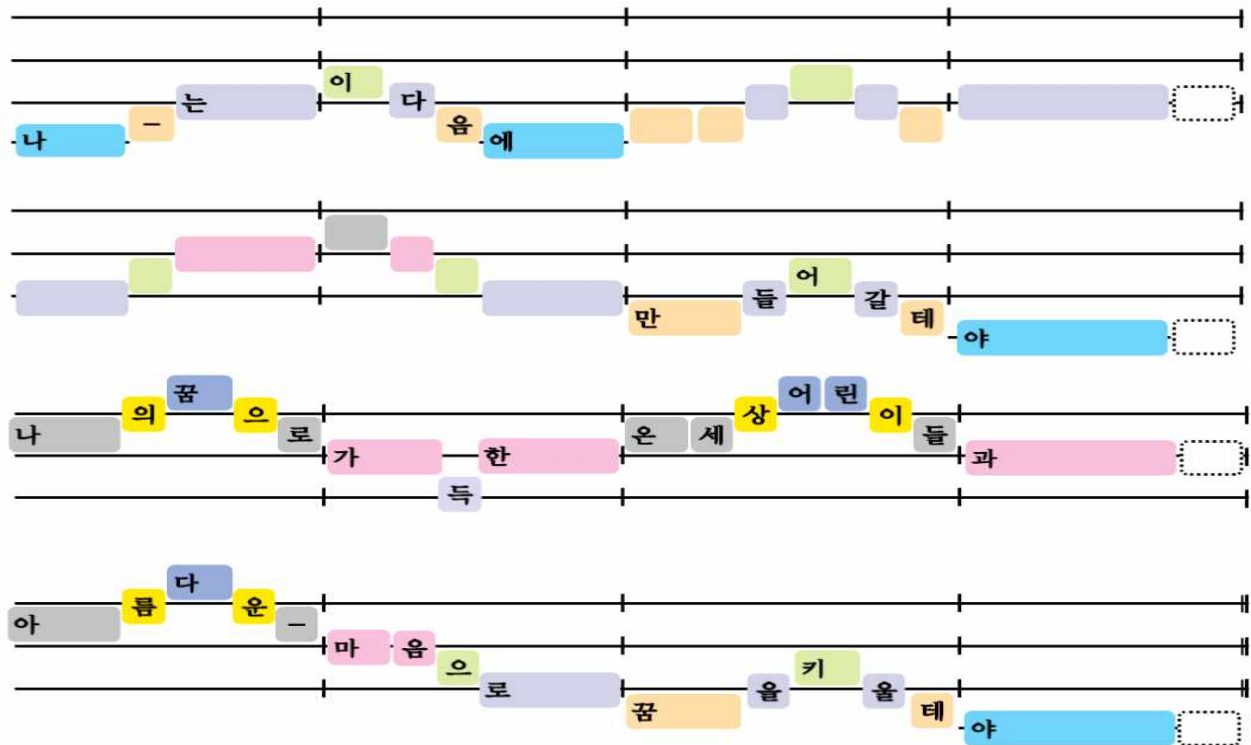 나 - 는 이 다 음 에
만 들 어 갈 테 야
나 의 꿈 으 로 가 득 한 온 세 상 어 린 이 들 과
아 름 다 운 - 마 음 으 로 꿈 을 키 울 테 야